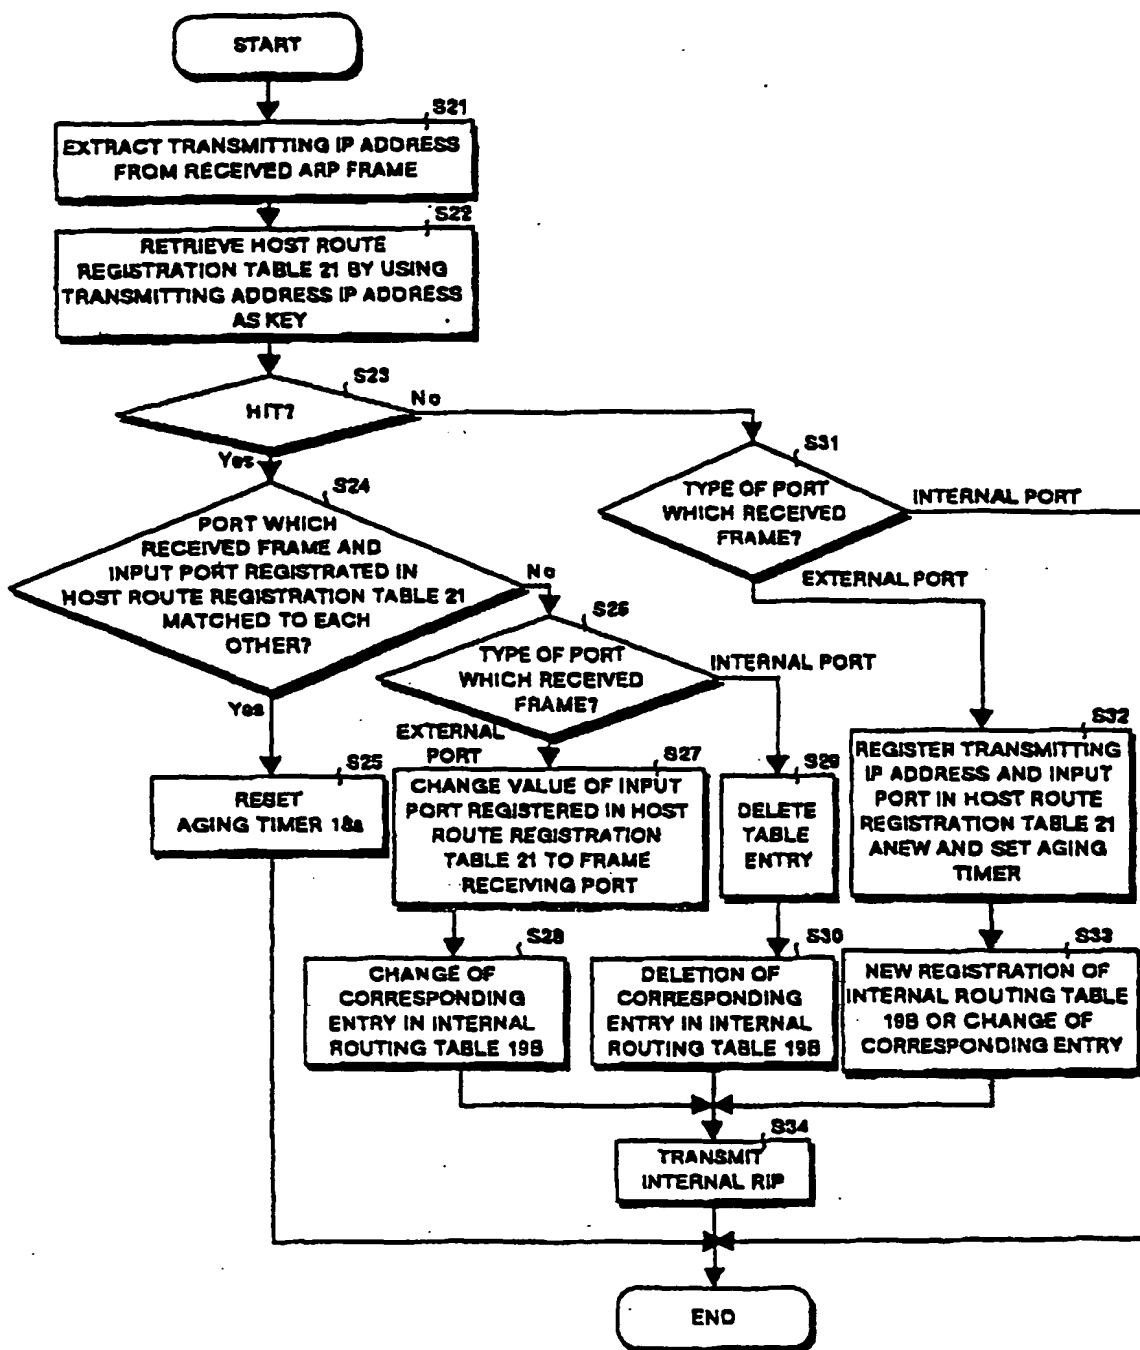 START
S21
EXTRACT TRANSMITTING IP ADDRESS
FROM RECEIVED ARP FRAME
S22
RETRIEVE HOST ROUTE
REGISTRATION TABLE 21 BY USING
TRANSMITTING ADDRESS IP ADDRESS
AS KEY
S23
HIT?
No
Yes
S31
TYPE OF PORT
WHICH RECEIVED
FRAME?
INTERNAL PORT
EXTERNAL PORT
S24
PORT WHICH
RECEIVED FRAME AND
INPUT PORT REGISTRATED IN
HOST ROUTE REGISTRATION TABLE 21
MATCHED TO EACH
OTHER?
No
Yes
S26
TYPE OF PORT
WHICH RECEIVED
FRAME?
INTERNAL PORT
EXTERNAL
PORT
S25
RESET
AGING TIMER 18a
S27
CHANGE VALUE OF INPUT
PORT REGISTERED IN HOST
ROUTE REGISTRATION
TABLE 21 TO FRAME
RECEIVING PORT
S29
DELETE
TABLE
ENTRY
S32
REGISTER TRANSMITTING
IP ADDRESS AND INPUT
PORT IN HOST ROUTE
REGISTRATION TABLE 21
ANEW AND SET AGING
TIMER
S28
CHANGE OF
CORRESPONDING
ENTRY IN INTERNAL
ROUTING TABLE 19B
S30
DELETION OF
CORRESPONDING
ENTRY IN INTERNAL
ROUTING TABLE 19B
S33
NEW REGISTRATION OF
INTERNAL ROUTING TABLE
19B OR CHANGE OF
CORRESPONDING ENTRY
S34
TRANSMIT
INTERNAL RIP
END